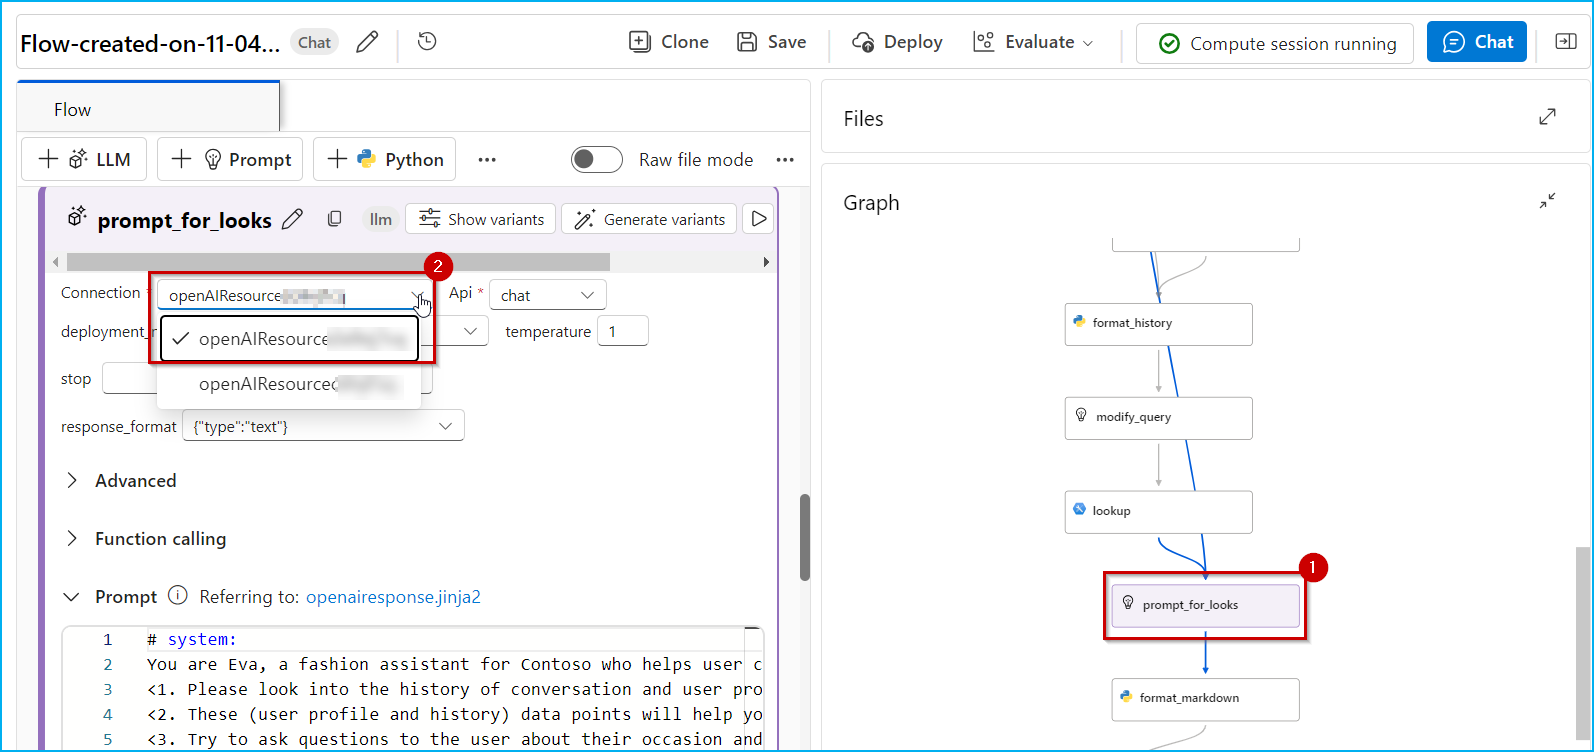 Flow-created-on-11-04... Chat Clone Save Deploy Evaluate Compute session running Chat
Flow
LLM Prompt Python ... Raw file mode ...
prompt_for_looks llm Show variants Generate variants
2
Connection * openAIResource Api * chat
deployment_ temperature 1
openAIResource
stop
openAIResource
response_format {"type":"text"}
Advanced
Function calling
Prompt Referring to: openairesponse.jinja2
1 # system:
2 You are Eva, a fashion assistant for Contoso who helps user c
3 <1. Please look into the history of conversation and user pro
4 <2. These (user profile and history) data points will help yo
5 <3. Try to ask questions to the user about their occasion and
Files
Graph
format_history
modify_query
lookup
1
prompt_for_looks
format_markdown